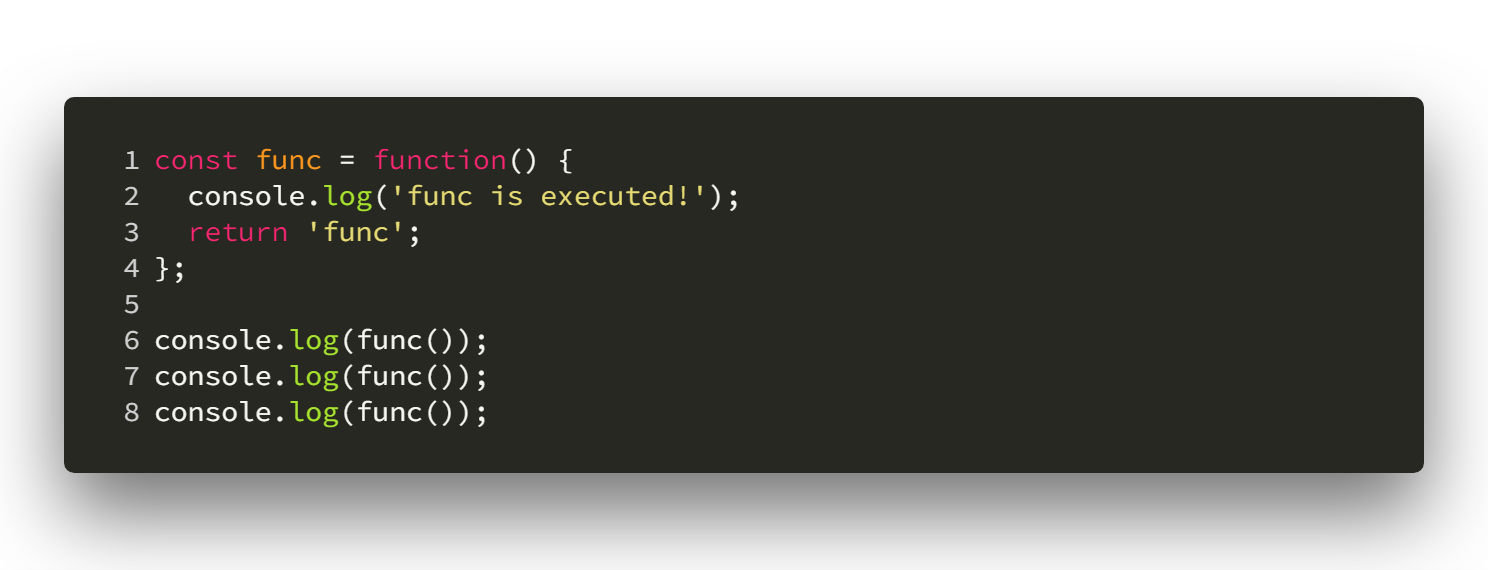 1 const func = function() {
2   console.log('func is executed!');
3   return 'func';
4 };
5
6 console.log(func());
7 console.log(func());
8 console.log(func());